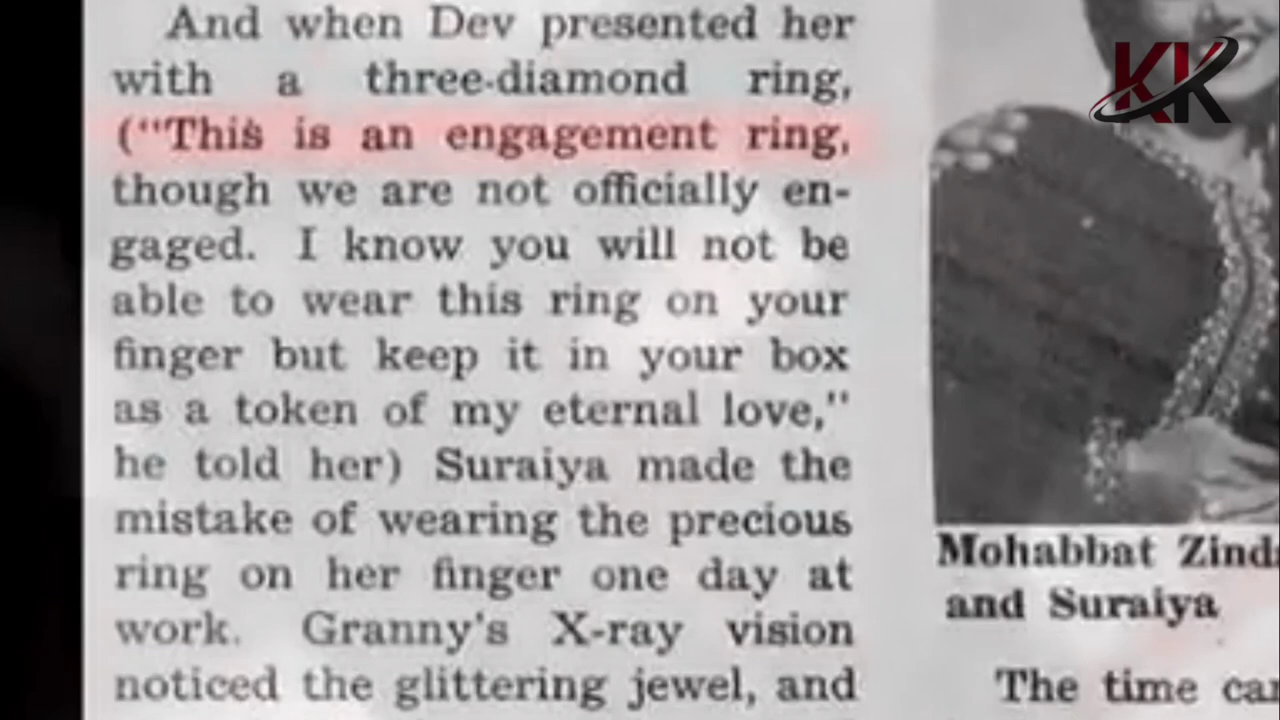 And when Dev presented her
with a three-diamond ring,
("This is an engagement ring,
though we are not officially en-
gaged. I know you will not be
able to wear this ring on your
finger but keep it in your box
as a token of my eternal love,"
he told her) Suraiya made the
mistake of wearing the precious
ring on her finger one day at
work. Granny's X-ray vision
noticed the glittering jewel, and
KK
Mohabbat
and Suraiya
The time